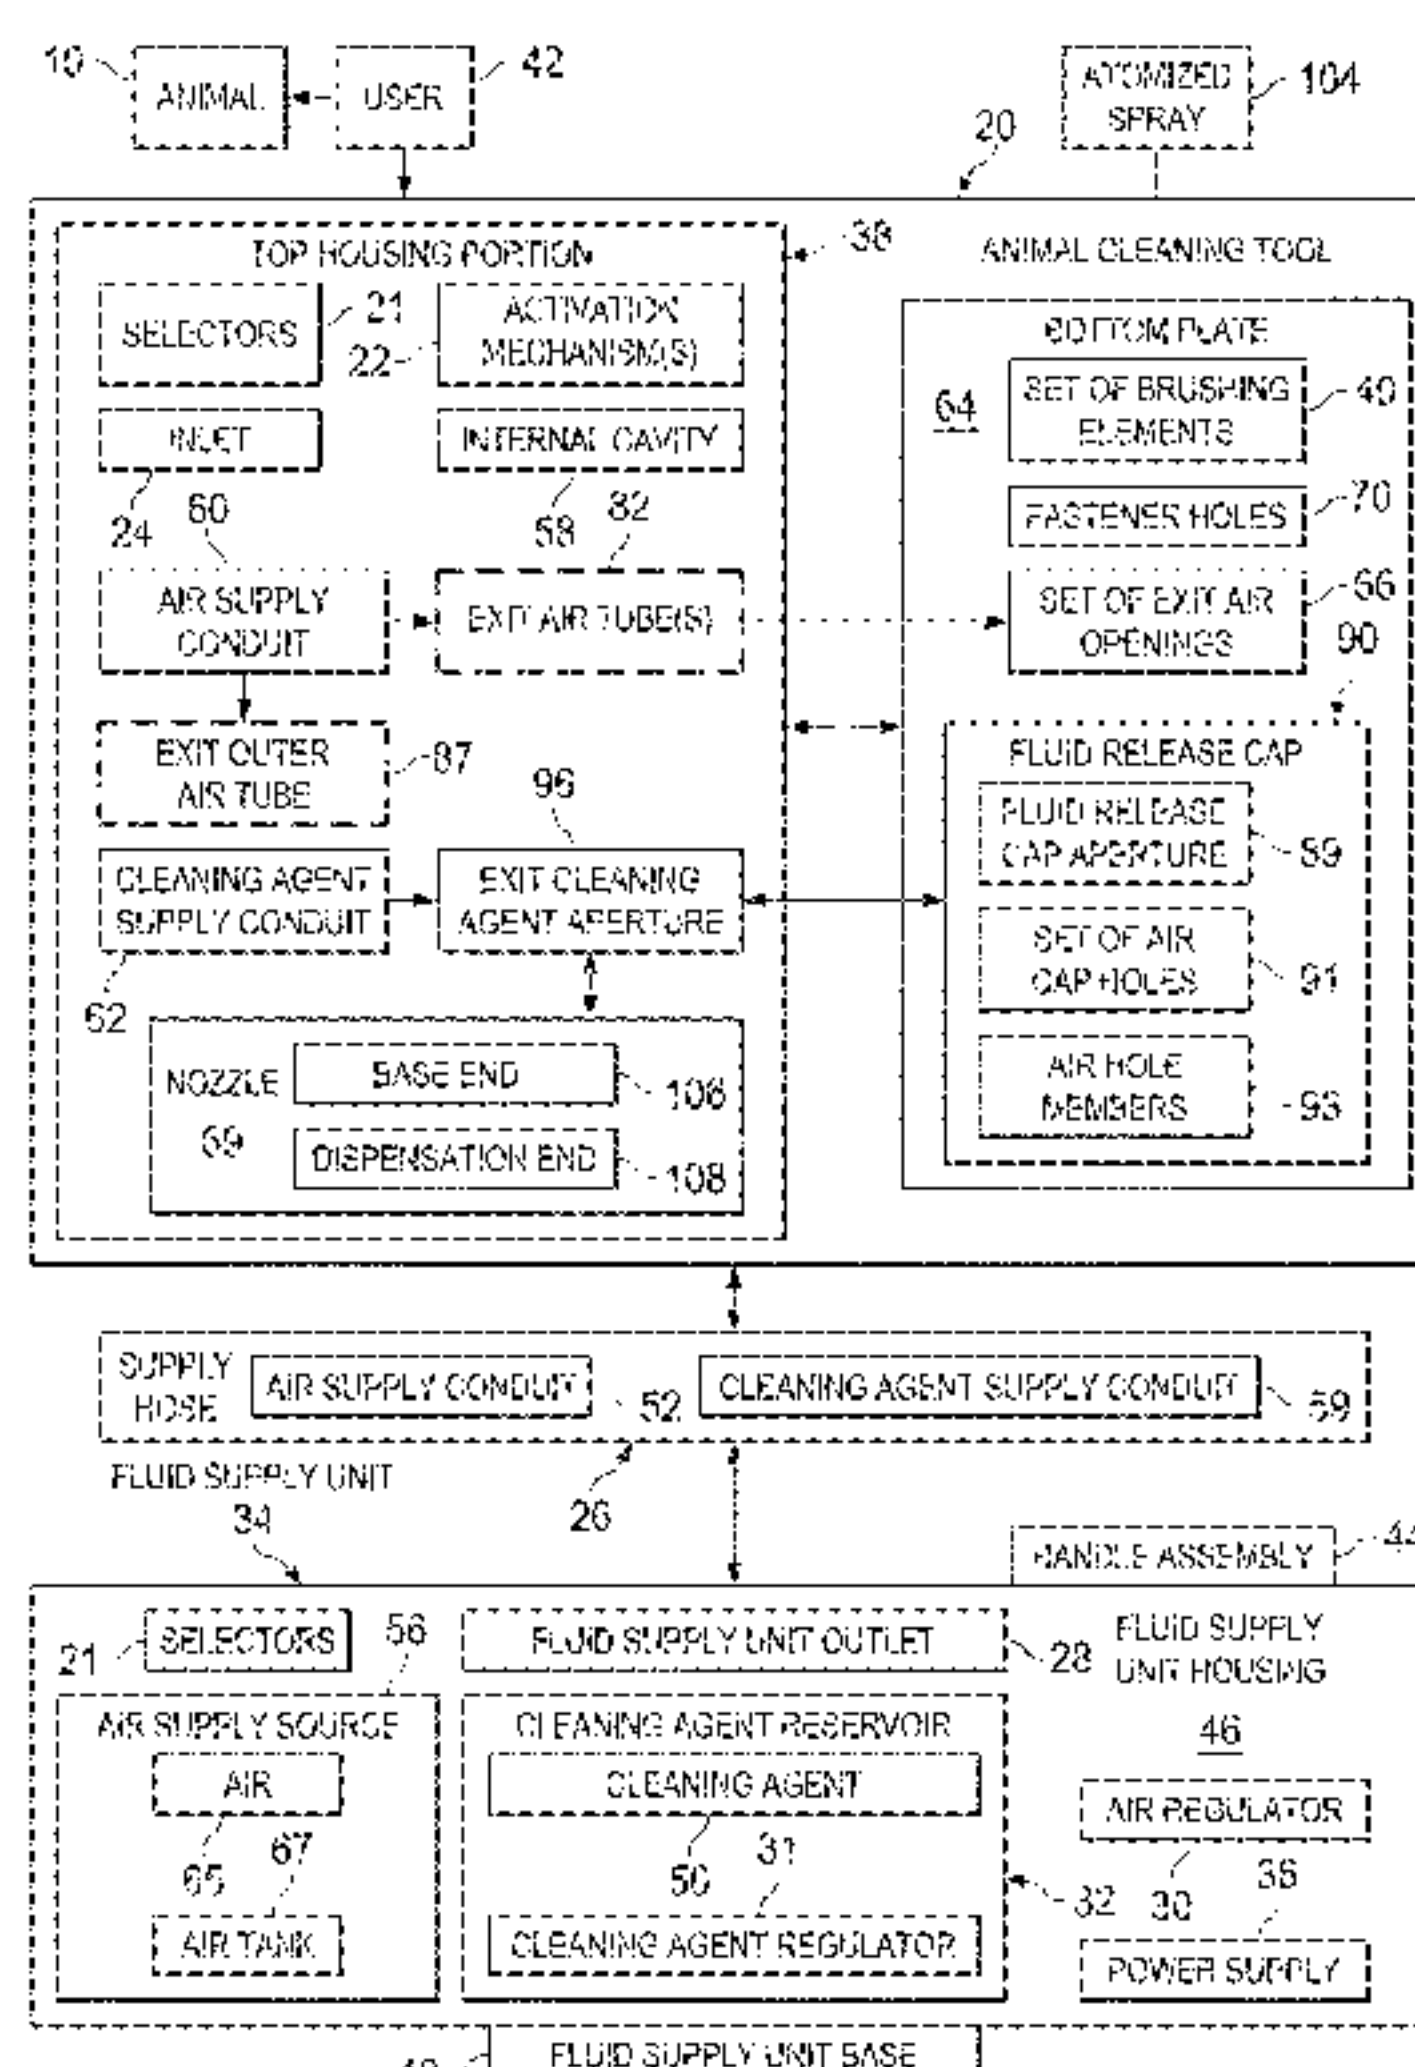 10
ANIMAL
USER
42
ATOMIZED
SPRAY
104
20
TOP HOUSING PORTION
38
ANIMAL CLEANING TOOL
SELECTORS
21
22
ACTIVATION
MECHANISM(S)
BOTTOM PLATE
64
SET OF BRUSHING
ELEMENTS
40
INLET
INTERNAL CAVITY
24
60
58
82
FASTENER HOLES
70
AIR SUPPLY
CONDUIT
EXIT AIR TUBE(S)
SET OF EXIT AIR
OPENINGS
66
90
EXIT OUTER
AIR TUBE
87
96
FLUID RELEASE CAP
FLUID RELEASE
CAP APERTURE
89
CLEANING AGENT
SUPPLY CONDUIT
EXIT CLEANING
AGENT APERTURE
SET OF AIR
CAP HOLES
91
62
NOZZLE
BASE END
DISPENSATION END
108
AIR HOLE
MEMBERS
93
SUPPLY
HOSE
AIR SUPPLY CONDUIT
52
CLEANING AGENT SUPPLY CONDUIT
FLUID SUPPLY UNIT
34
26
HANDLE ASSEMBLY
21
SELECTORS
56
FLUID SUPPLY UNIT OUTLET
28
FLUID SUPPLY
UNIT HOUSING
46
AIR SUPPLY SOURCE
AIR
65
67
AIR TANK
CLEANING AGENT RESERVOIR
CLEANING AGENT
50
31
CLEANING AGENT REGULATOR
32
AIR REGULATOR
30
36
POWER SUPPLY
FLUID SUPPLY UNIT BASE